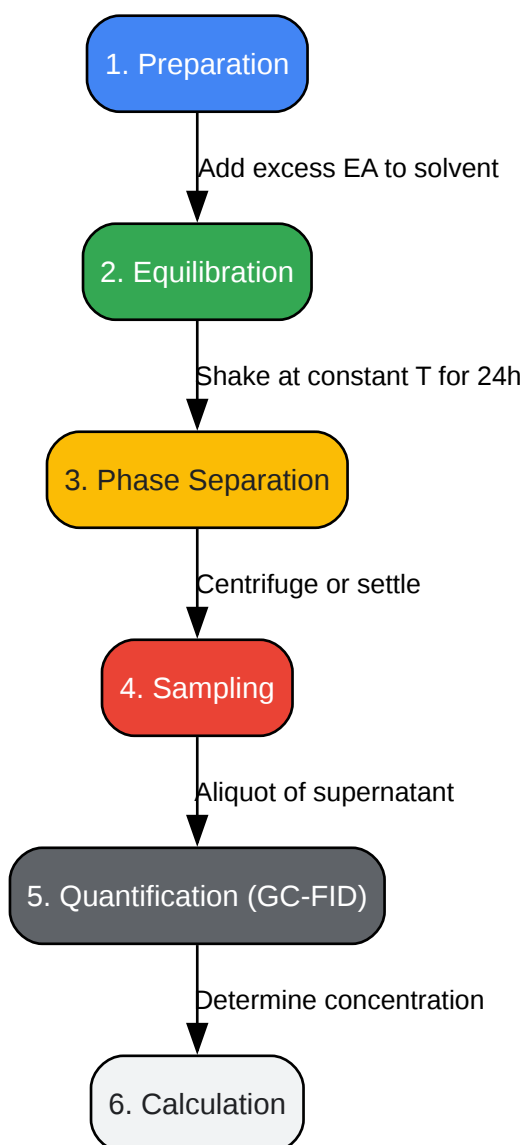 1. Preparation
Add excess EA to solvent
2. Equilibration
Shake at constant T for 24h
3. Phase Separation
Centrifuge or settle
4. Sampling
Aliquot of supernatant
5. Quantification (GC-FID)
Determine concentration
6. Calculation